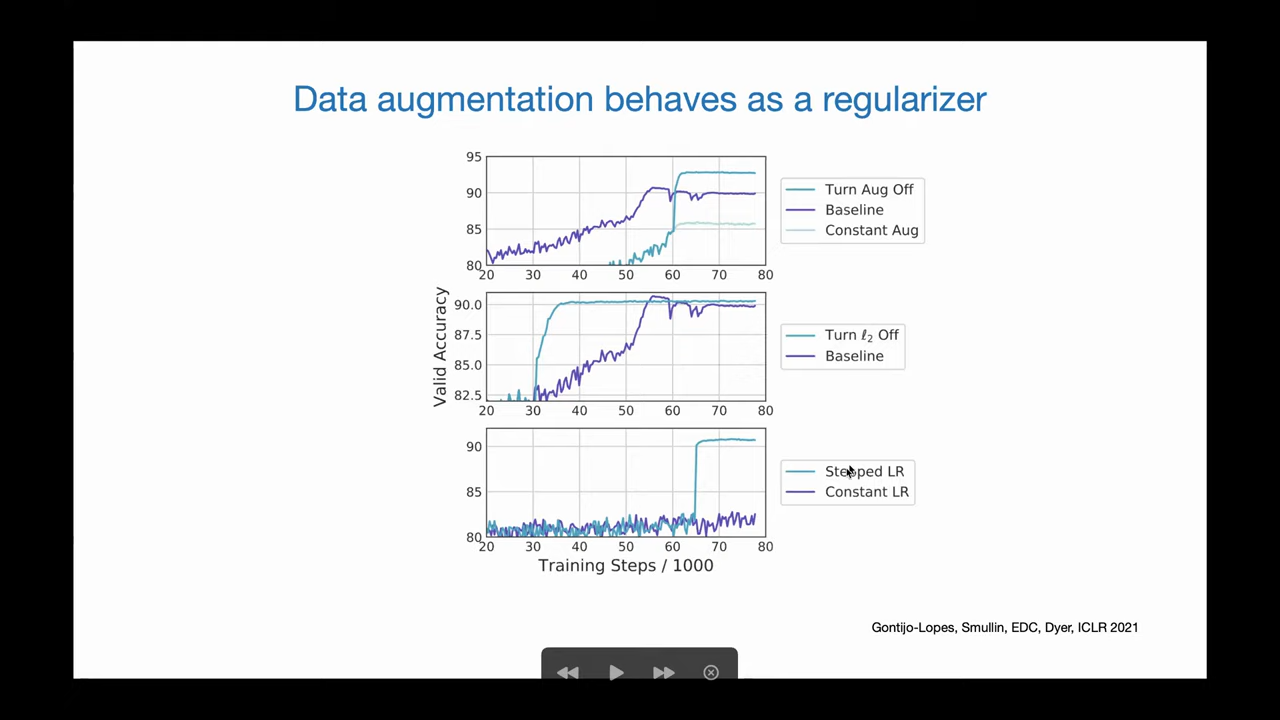 Data augmentation behaves as a regularizer
95
90
85
80
20 30 40 50 60 70 80
Turn Aug Off
Baseline
Constant Aug
Valid Accuracy
90.0
87.5
85.0
82.5
20 30 40 50 60 70 80
Turn ℓ₂ Off
Baseline
90
85
80
20 30 40 50 60 70 80
Stepped LR
Constant LR
Training Steps / 1000
Gontijo-Lopes, Smullin, EDC, Dyer, ICLR 2021